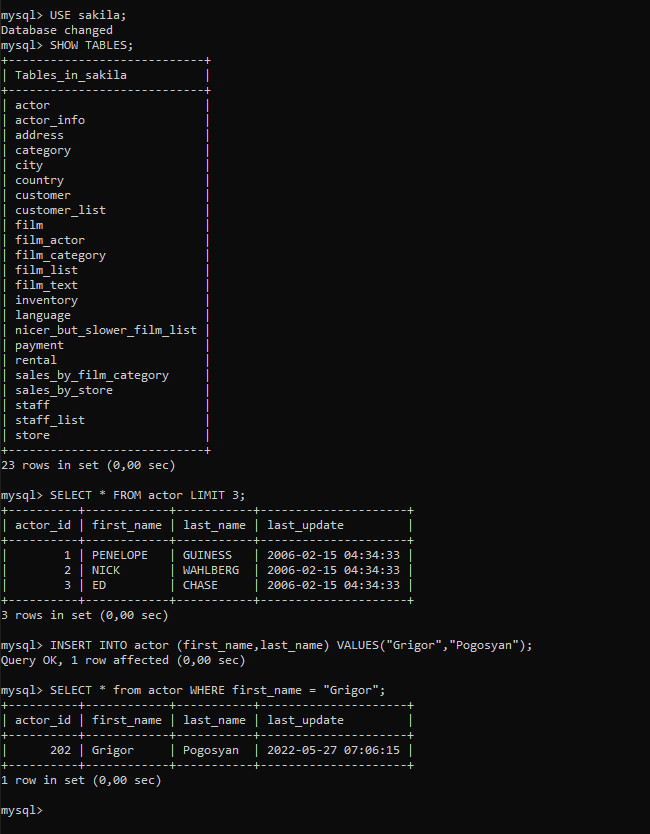 mysql> USE sakila;
Database changed
mysql> SHOW TABLES;
+----------------------------+
| Tables_in_sakila           |
+----------------------------+
| actor                      |
| actor_info                 |
| address                    |
| category                   |
| city                       |
| country                    |
| customer                   |
| customer_list              |
| film                       |
| film_actor                 |
| film_category              |
| film_list                  |
| film_text                  |
| inventory                  |
| language                   |
| nicer_but_slower_film_list |
| payment                    |
| rental                     |
| sales_by_film_category     |
| sales_by_store             |
| staff                      |
| staff_list                 |
| store                      |
+----------------------------+
23 rows in set (0,00 sec)

mysql> SELECT * FROM actor LIMIT 3;
+----------+------------+-----------+---------------------+
| actor_id | first_name | last_name | last_update         |
+----------+------------+-----------+---------------------+
|        1 | PENELOPE   | GUINESS   | 2006-02-15 04:34:33 |
|        2 | NICK       | WAHLBERG  | 2006-02-15 04:34:33 |
|        3 | ED         | CHASE     | 2006-02-15 04:34:33 |
+----------+------------+-----------+---------------------+
3 rows in set (0,00 sec)

mysql> INSERT INTO actor (first_name,last_name) VALUES("Grigor","Pogosyan");
Query OK, 1 row affected (0,00 sec)

mysql> SELECT * from actor WHERE first_name = "Grigor";
+----------+------------+-----------+---------------------+
| actor_id | first_name | last_name | last_update         |
+----------+------------+-----------+---------------------+
|      202 | Grigor     | Pogosyan  | 2022-05-27 07:06:15 |
+----------+------------+-----------+---------------------+
1 row in set (0,00 sec)

mysql>